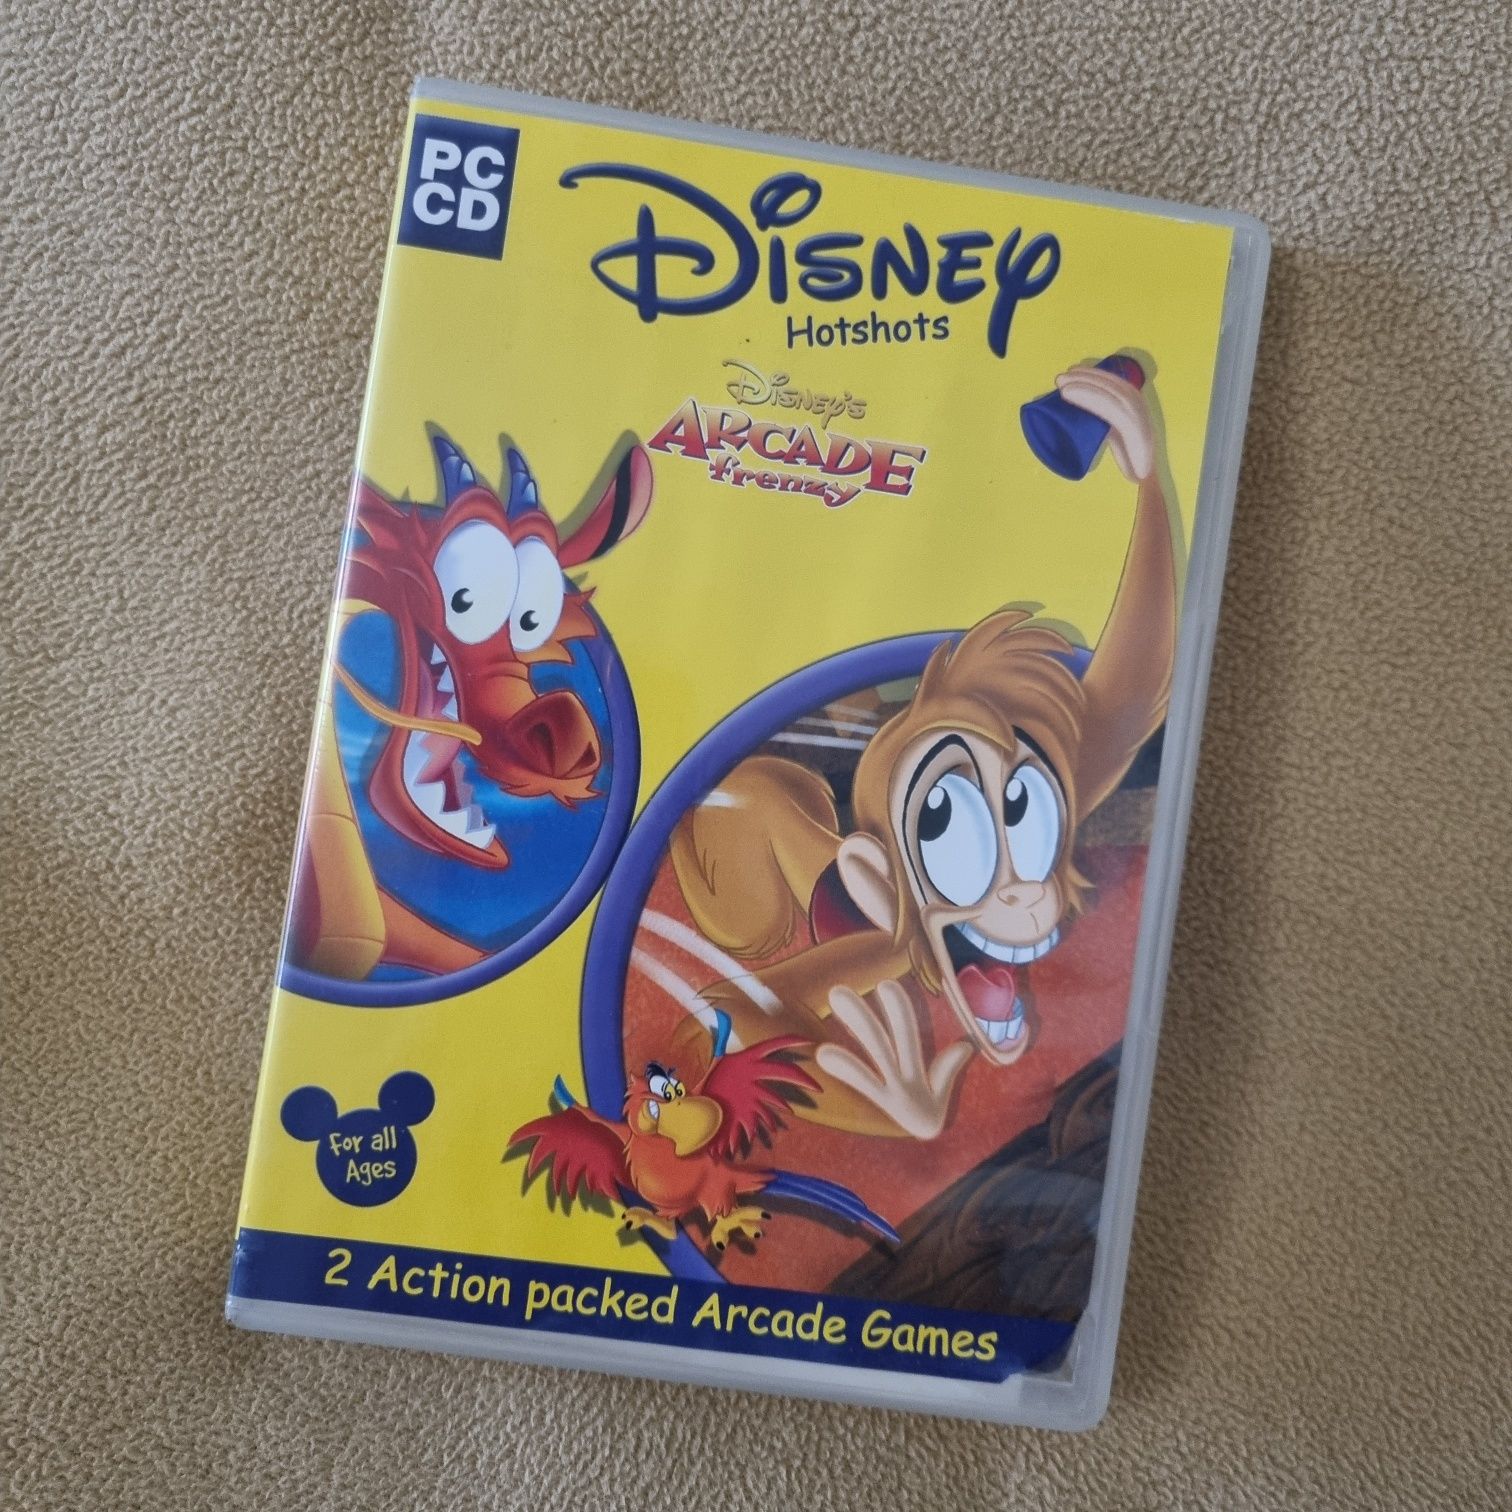 PC
CD
Disney
Hotshots
Disney's
ARCADE
frenzy
for all
Ages
2 Action packed Arcade Games